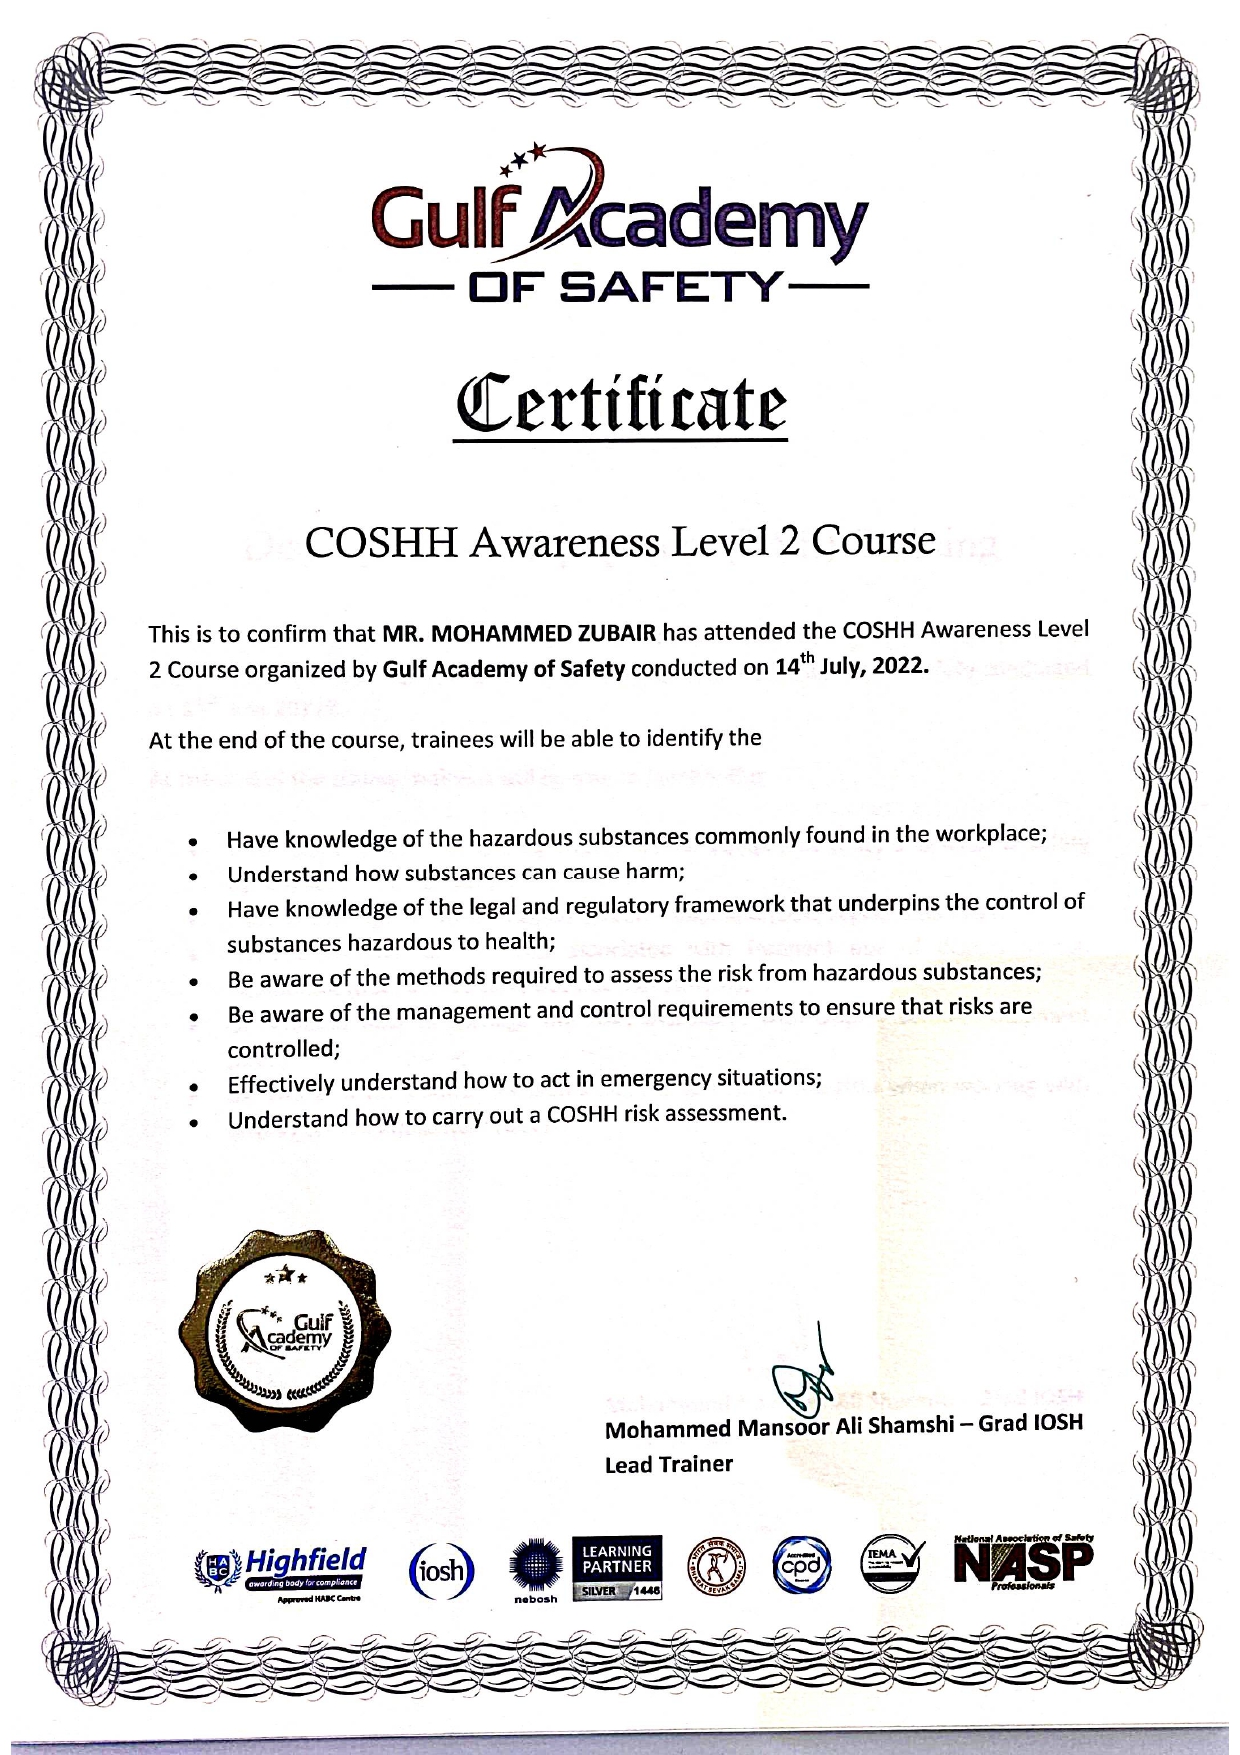 Gulf Academy
OF SAFETY
Certificate
COSHH Awareness Level 2 Course
This is to confirm that MR. MOHAMMED ZUBAIR has attended the COSHH Awareness Level
2 Course organized by Gulf Academy of Safety conducted on 14th July, 2022.
At the end of the course, trainees will be able to identify the
• Have knowledge of the hazardous substances commonly found in the workplace;
• Understand how substances can cause harm;
• Have knowledge of the legal and regulatory framework that underpins the control of
substances hazardous to health;
• Be aware of the methods required to assess the risk from hazardous substances;
• Be aware of the management and control requirements to ensure that risks are
controlled;
• Effectively understand how to act in emergency situations;
• Understand how to carry out a COSHH risk assessment.
Gulf
Academy
OF SAFETY
Mohammed Mansoor Ali Shamshi – Grad IOSH
Lead Trainer
HABC
Highfield
awarding body for compliance
Approved HABC Centre
iosh
nebosh
LEARNING
PARTNER
SILVER 1446
BHARAT SEVAK SAMAJ
Accredited
cpd
IEMA
National Association of Safety
NASP
Professionals